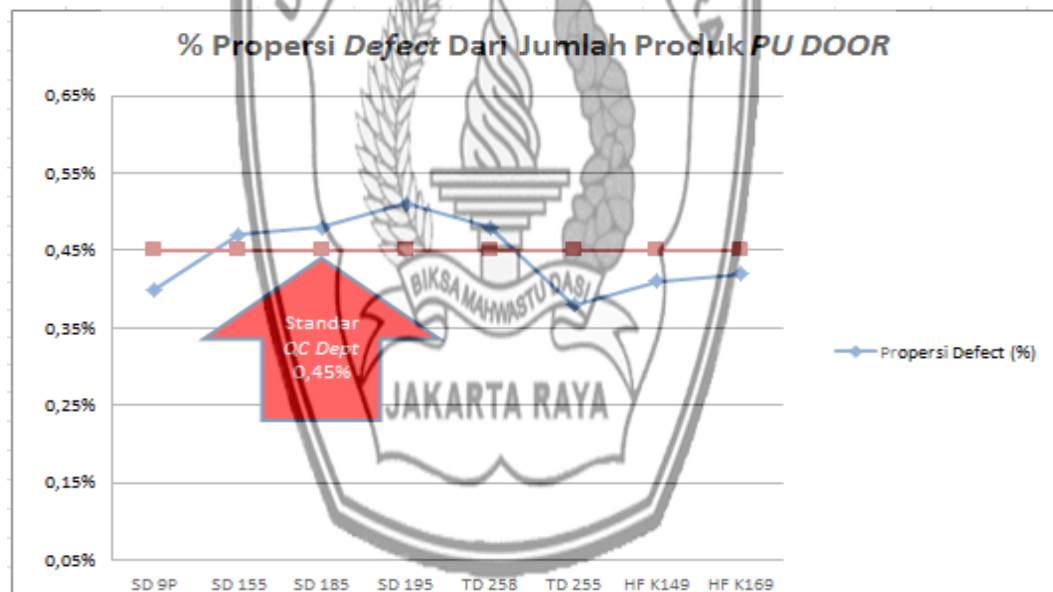 % Propersi Defect Dari Jumlah Produk PU DOOR
0,65%
0,55%
0,45%
0,35%
0,25%
0,15%
0,05%
Standar
QC Dept
0,45%
BIKSA MAHWASTU DASI
JAKARTA RAYA
Propersi Defect (%)
SD 9P SD 155 SD 185 SD 195 TD 258 TD 255 HF K149 HF K169